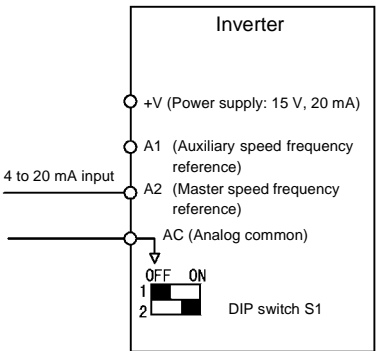 Inverter
+V (Power supply: 15 V, 20 mA)
A1 (Auxiliary speed frequency
reference)
4 to 20 mA input
A2 (Master speed frequency
reference)
AC (Analog common)
OFF ON
1
2
DIP switch S1